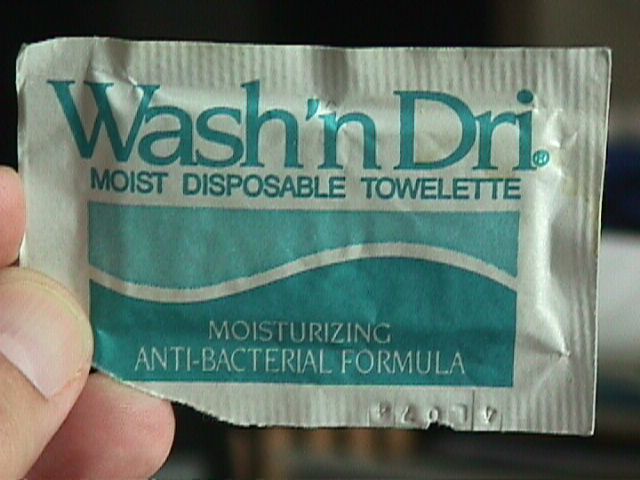 Wash'n Dri®
MOIST DISPOSABLE TOWELETTE
MOISTURIZING
ANTI-BACTERIAL FORMULA